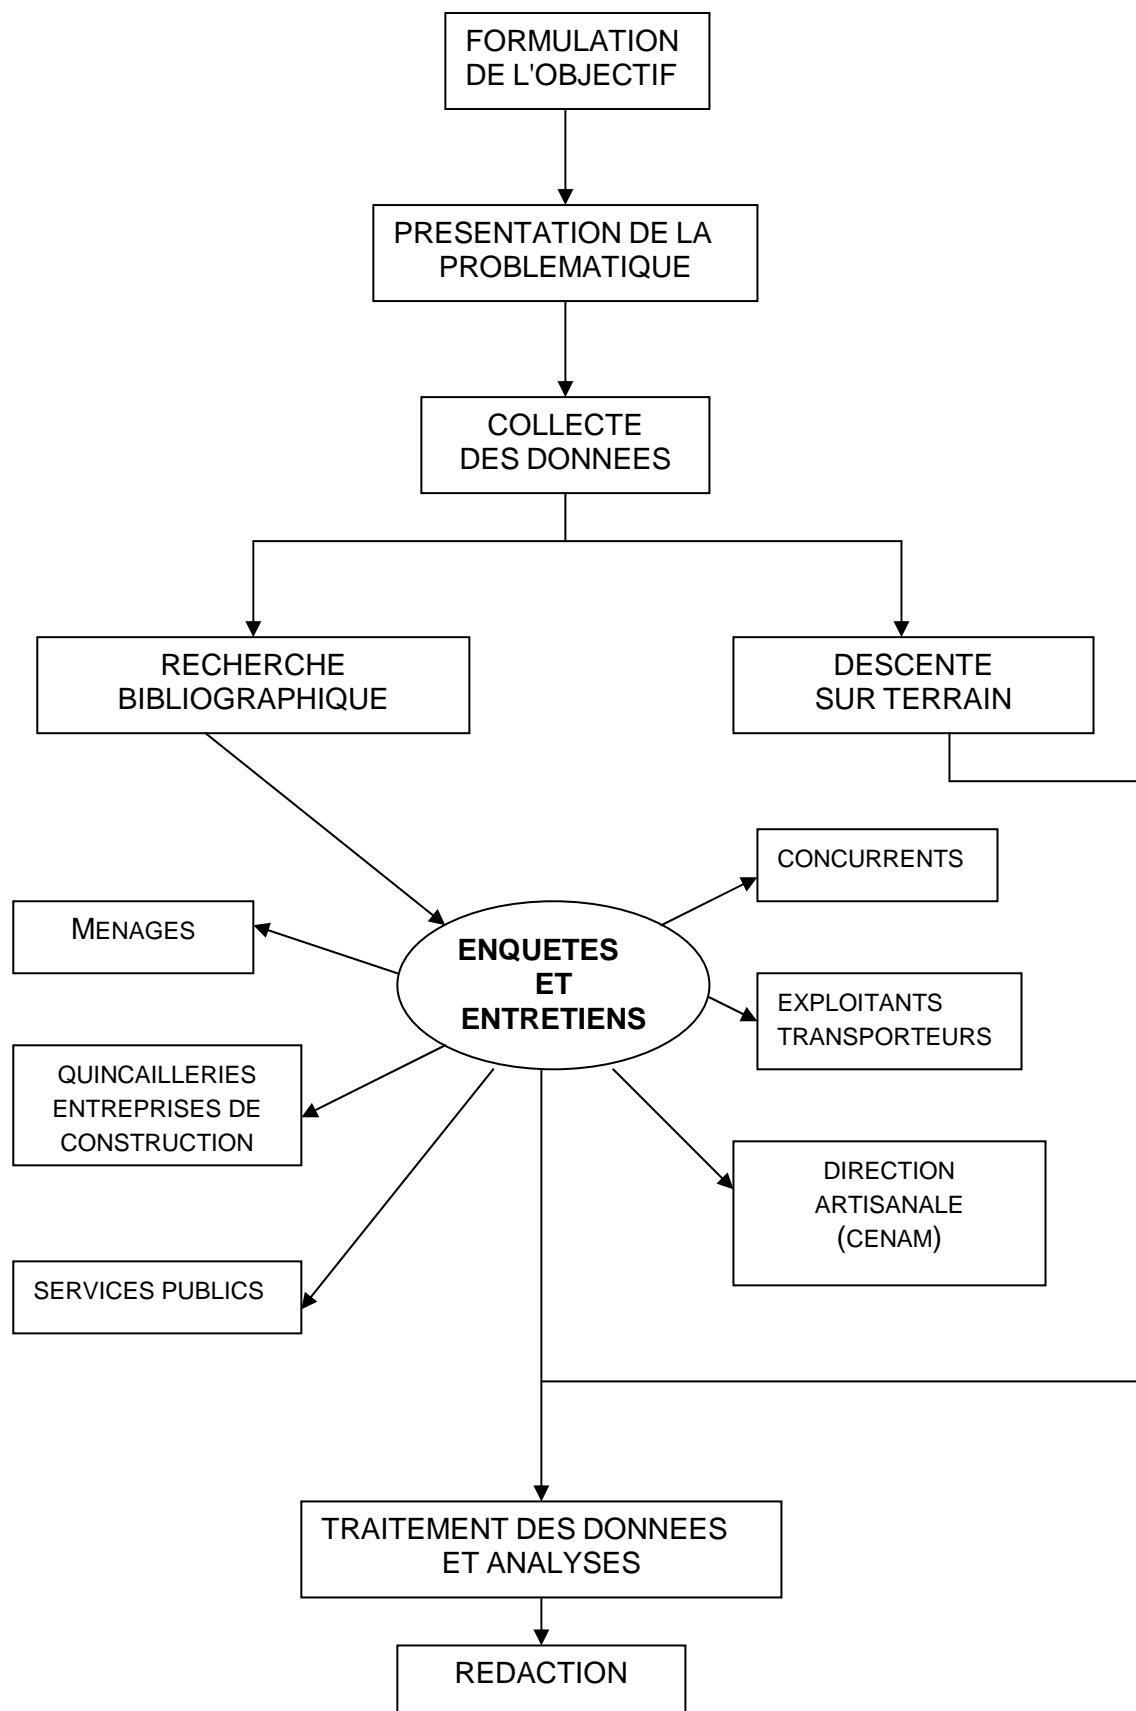 FORMULATION
DE L'OBJECTIF
PRESENTATION DE LA
PROBLEMATIQUE
COLLECTE
DES DONNEES
RECHERCHE
BIBLIOGRAPHIQUE
DESCENTE
SUR TERRAIN
CONCURRENTS
MENAGES
ENQUETES
ET
ENTRETIENS
EXPLOITANTS
TRANSPORTEURS
QUINCAILLERIES
ENTREPRISES DE
CONSTRUCTION
DIRECTION
ARTISANALE
(CENAM)
SERVICES PUBLICS
TRAITEMENT DES DONNEES
ET ANALYSES
REDACTION